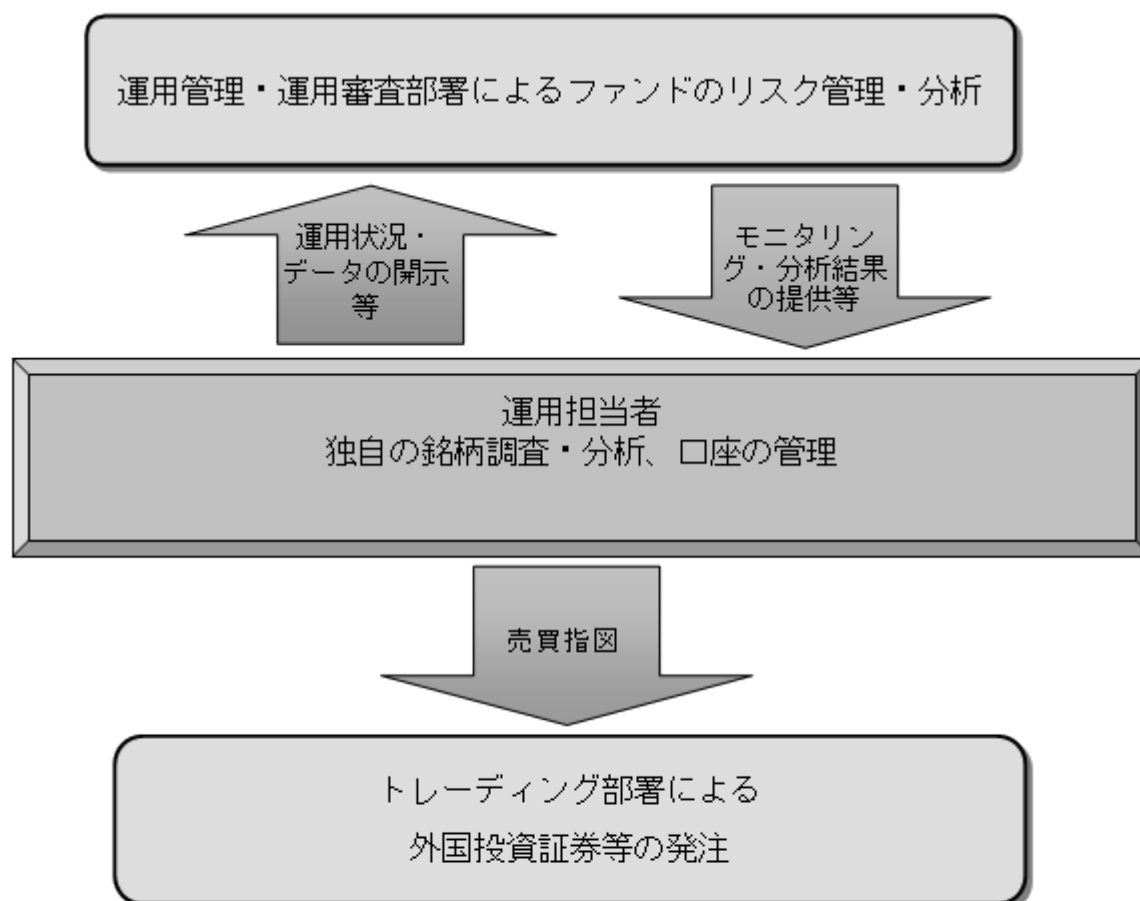 運用管理・運用審査部署によるファンドのリスク管理・分析
運用状況・
データの開示
等
モニタリン
グ・分析結果
の提供等
運用担当者
独自の銘柄調査・分析、口座の管理
売買指図
トレーディング部署による
外国投資証券等の発注